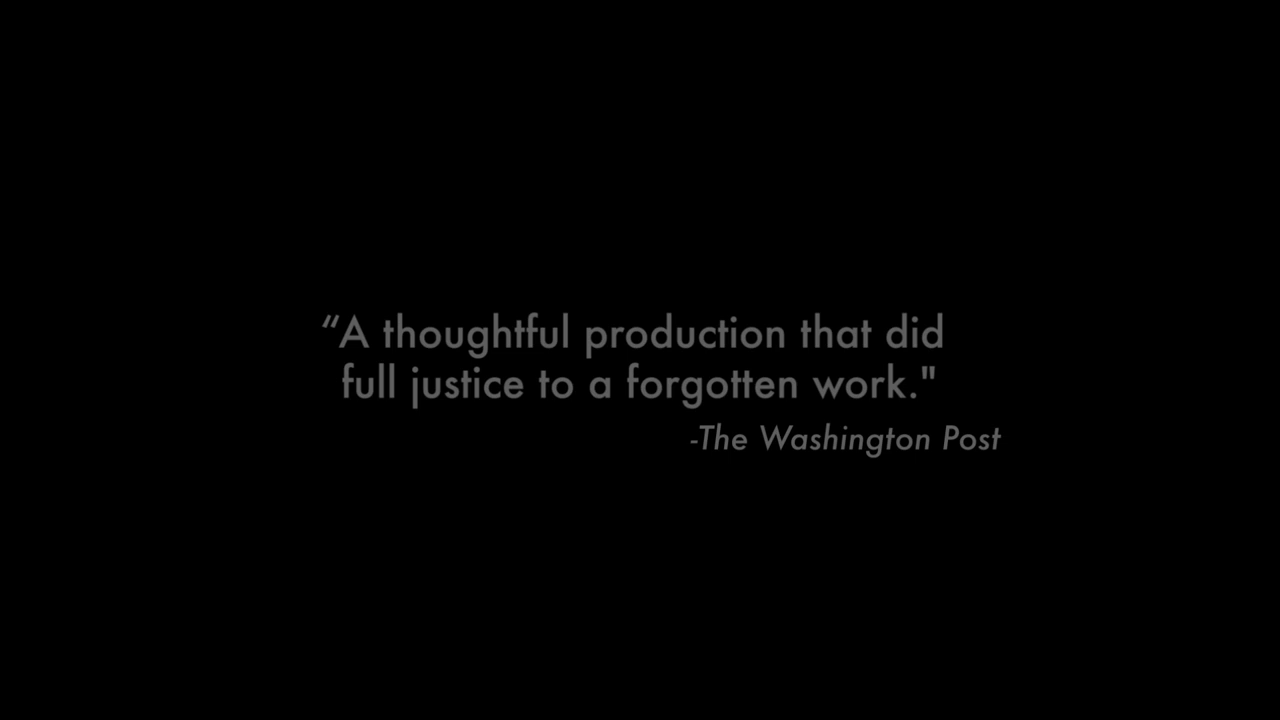 “A thoughtful production that did
full justice to a forgotten work."
-The Washington Post